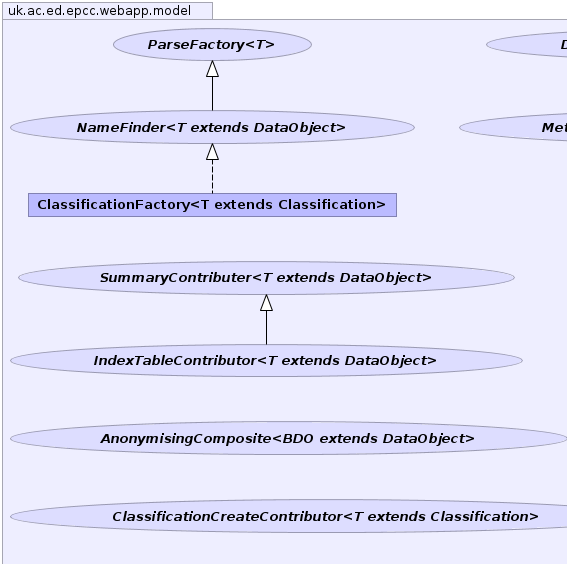 uk.ac.ed.epcc.webapp.model
ParseFactory<T>
NameFinder<T extends DataObject>
Met
ClassificationFactory<T extends Classification>
SummaryContributer<T extends DataObject>
IndexTableContributor<T extends DataObject>
AnonymisingComposite<BDO extends DataObject>
ClassificationCreateContributor<T extends Classification>